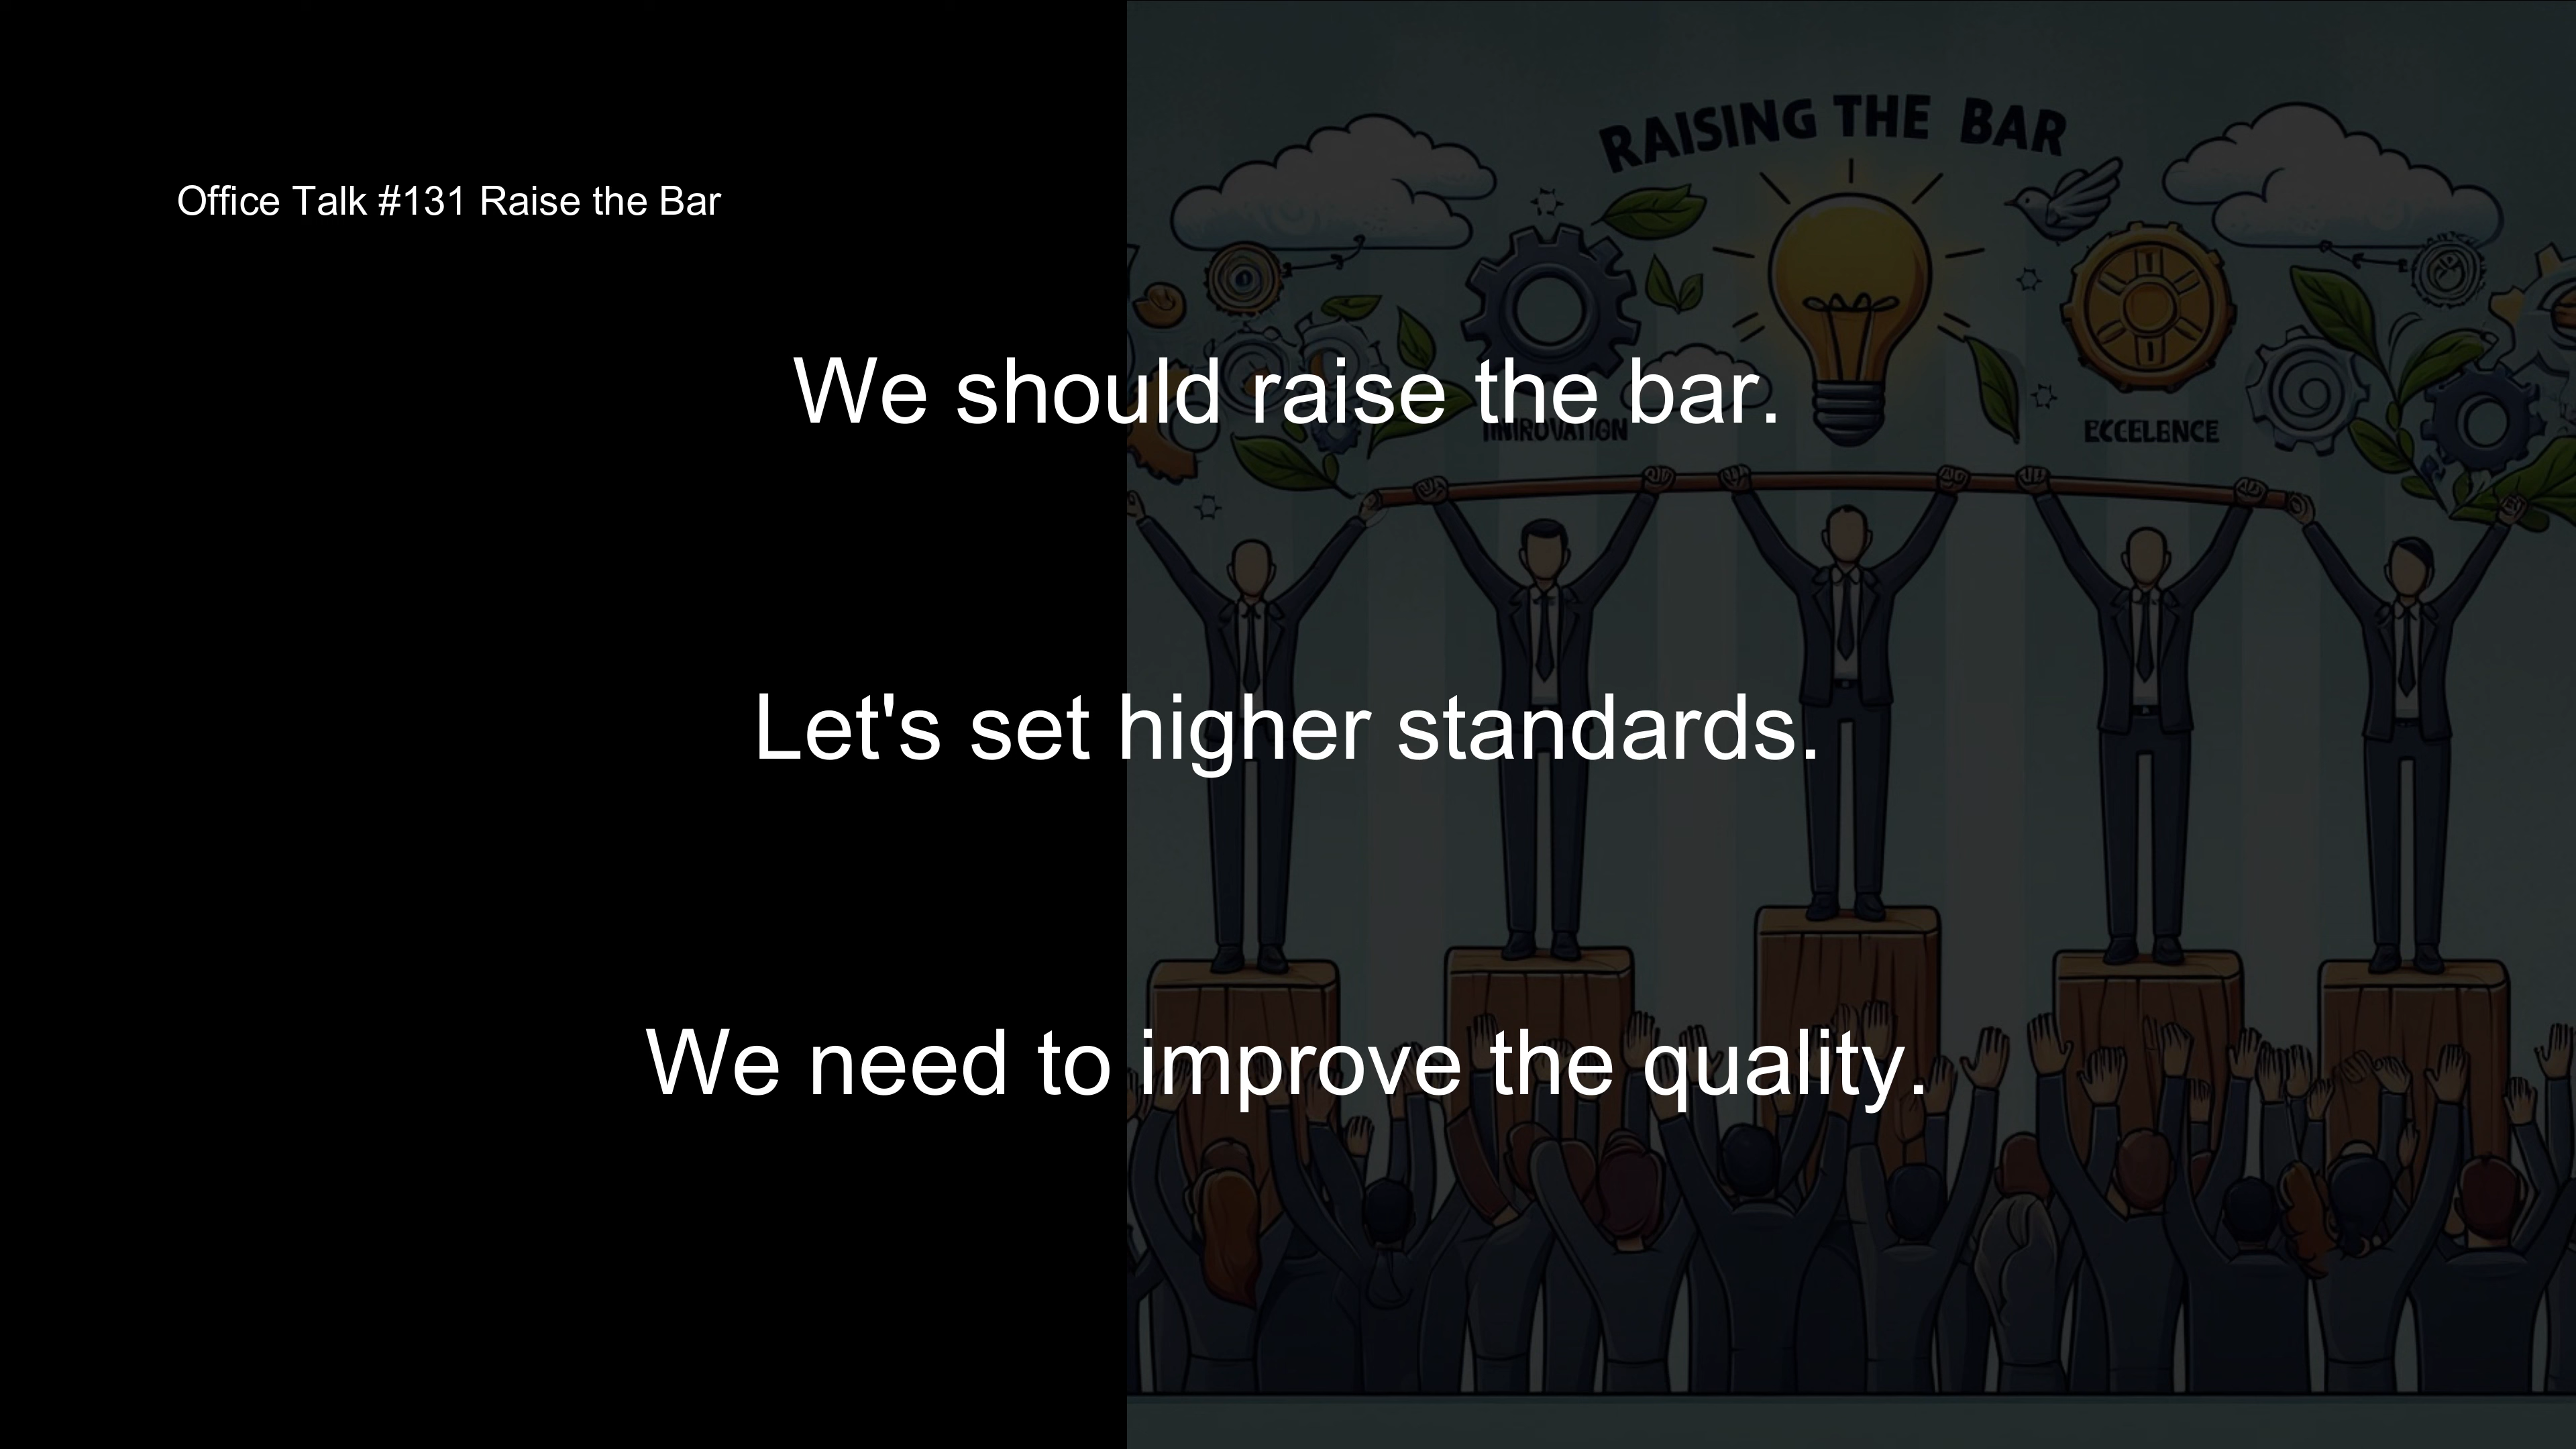 Office Talk #131 Raise the Bar
RAISING THE BAR
We should raise the bar.
ECCELENCE
Let's set higher standards.
We need to improve the quality.